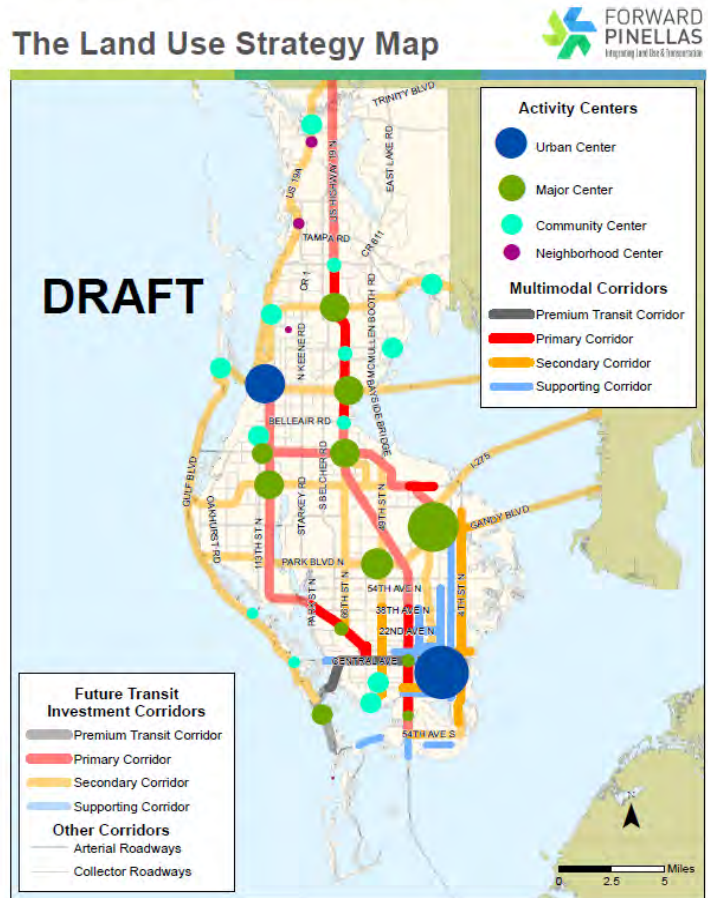 The Land Use Strategy Map
FORWARD
PINELLAS
Integrating Land Use & Transportation
DRAFT
Activity Centers
Urban Center
Major Center
Community Center
Neighborhood Center
Multimodal Corridors
Premium Transit Corridor
Primary Corridor
Secondary Corridor
Supporting Corridor
TRINITY BLVD
EAST LAKE RD
US HIGHWAY 19 N
US 19A
TAMPA RD
CR 611
CR 1
N KEENE RD
MCMULLEN BOOTH RD
BAYSIDE BRIDGE
BELLEAIR RD
S BELCHER RD
STARKEY RD
GULF BLVD
OAKHURST RD
113TH ST N
49TH ST N
I-275
GANDY BLVD
PARK BLVD N
PARK ST N
66TH ST N
54TH AVE N
38TH AVE N
22ND AVE N
4TH ST N
CENTRAL AVE
54TH AVE S
Future Transit
Investment Corridors
Premium Transit Corridor
Primary Corridor
Secondary Corridor
Supporting Corridor
Other Corridors
Arterial Roadways
Collector Roadways
Miles
0 2.5 5